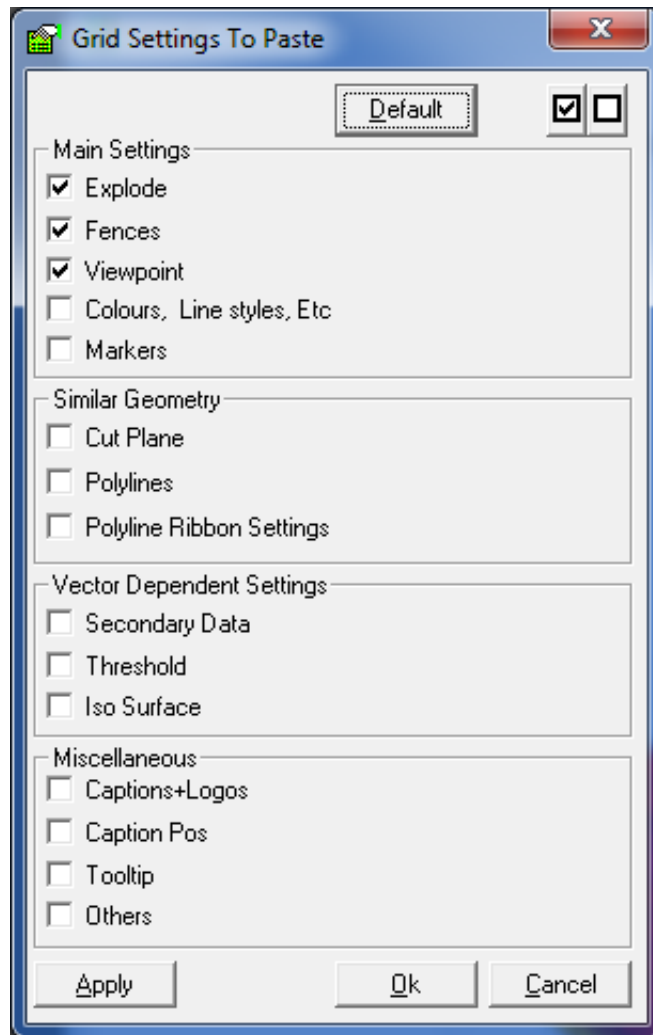 Grid Settings To Paste
Default
Main Settings
Explode
Fences
Viewpoint
Colours, Line styles, Etc
Markers
Similar Geometry
Cut Plane
Polylines
Polyline Ribbon Settings
Vector Dependent Settings
Secondary Data
Threshold
Iso Surface
Miscellaneous
Captions+Logos
Caption Pos
Tooltip
Others
Apply Ok Cancel